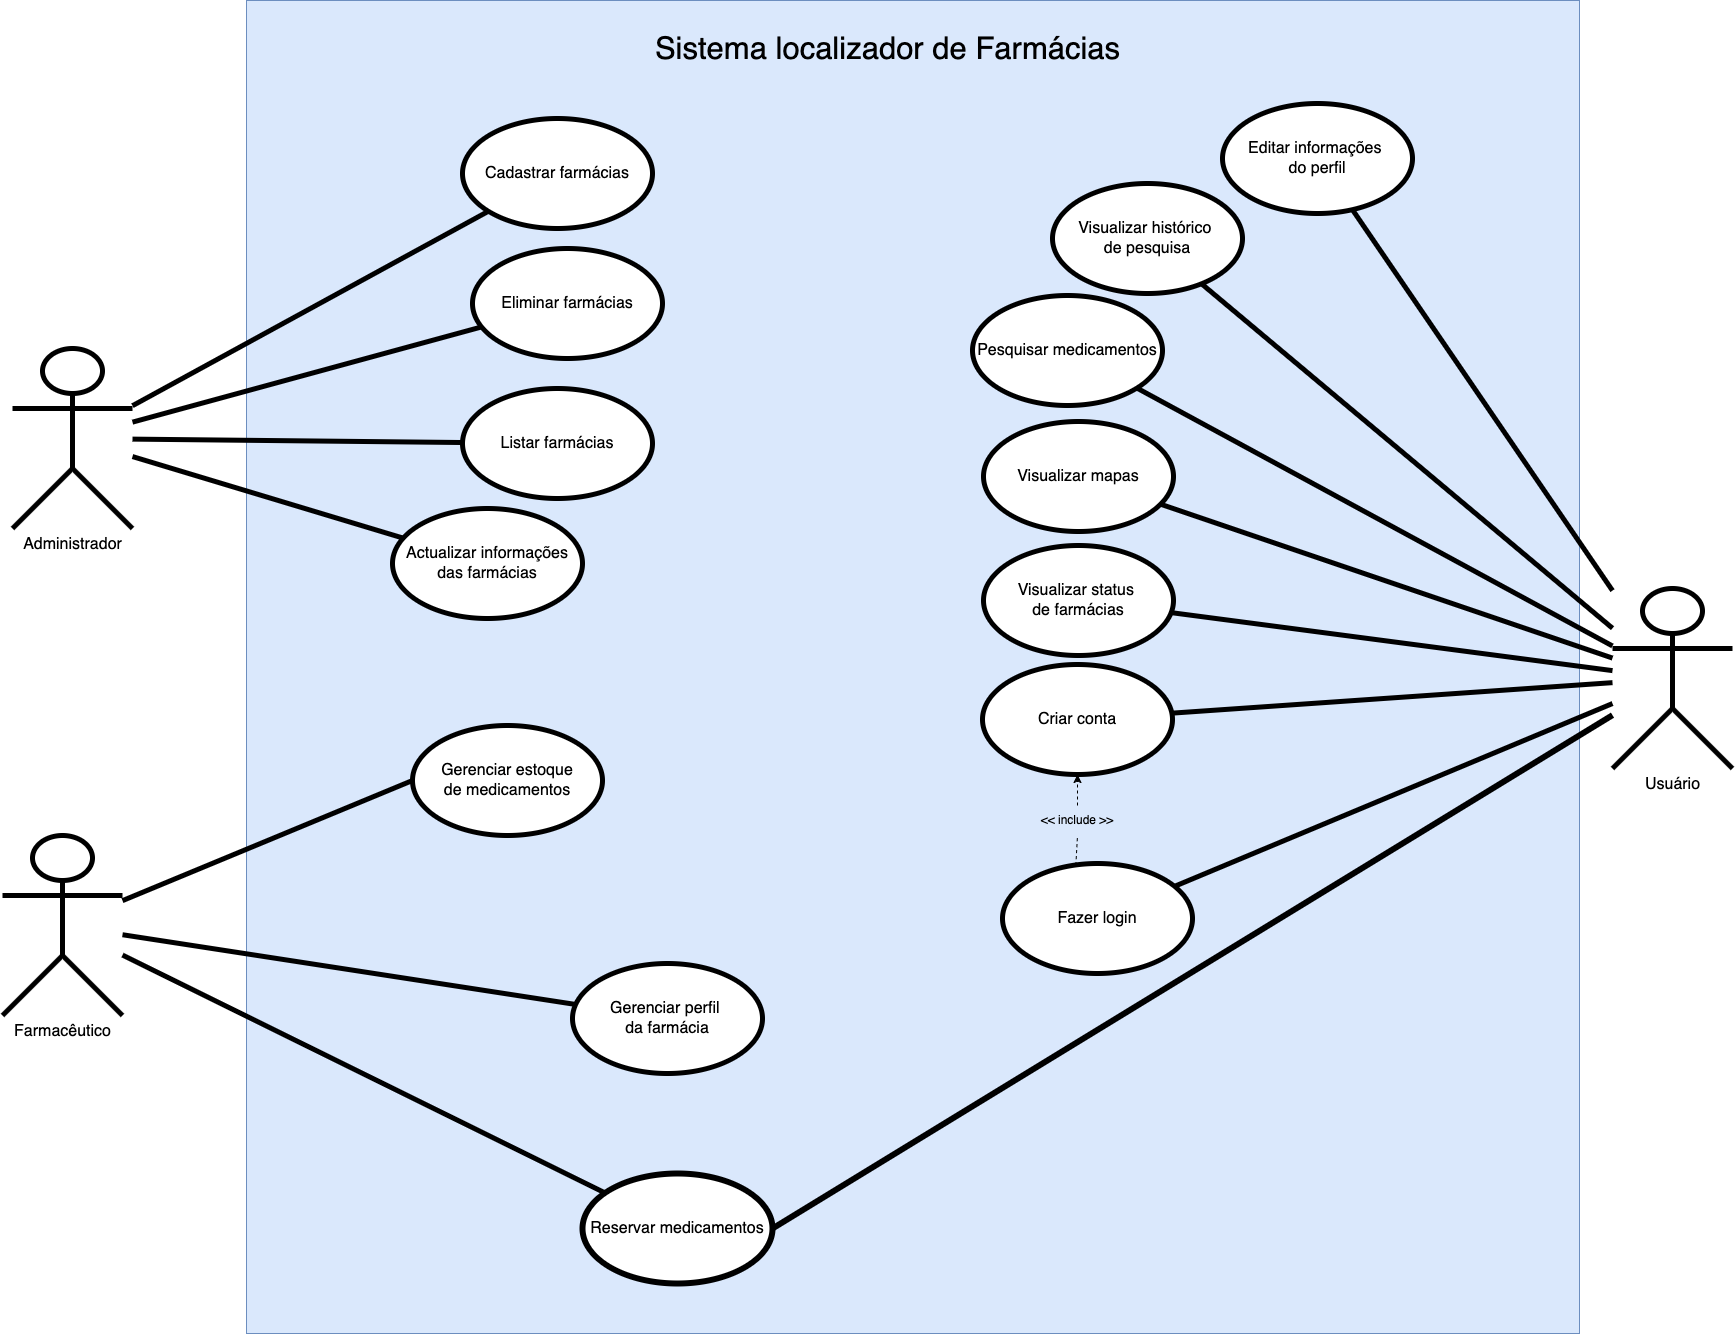 Sistema localizador de Farmácias
Cadastrar farmácias
Eliminar farmácias
Listar farmácias
Actualizar informações
das farmácias
Administrador
Editar informações
do perfil
Visualizar histórico
de pesquisa
Pesquisar medicamentos
Visualizar mapas
Visualizar status
de farmácias
Criar conta
<< include >>
Fazer login
Usuário
Gerenciar estoque
de medicamentos
Gerenciar perfil
da farmácia
Farmacêutico
Reservar medicamentos